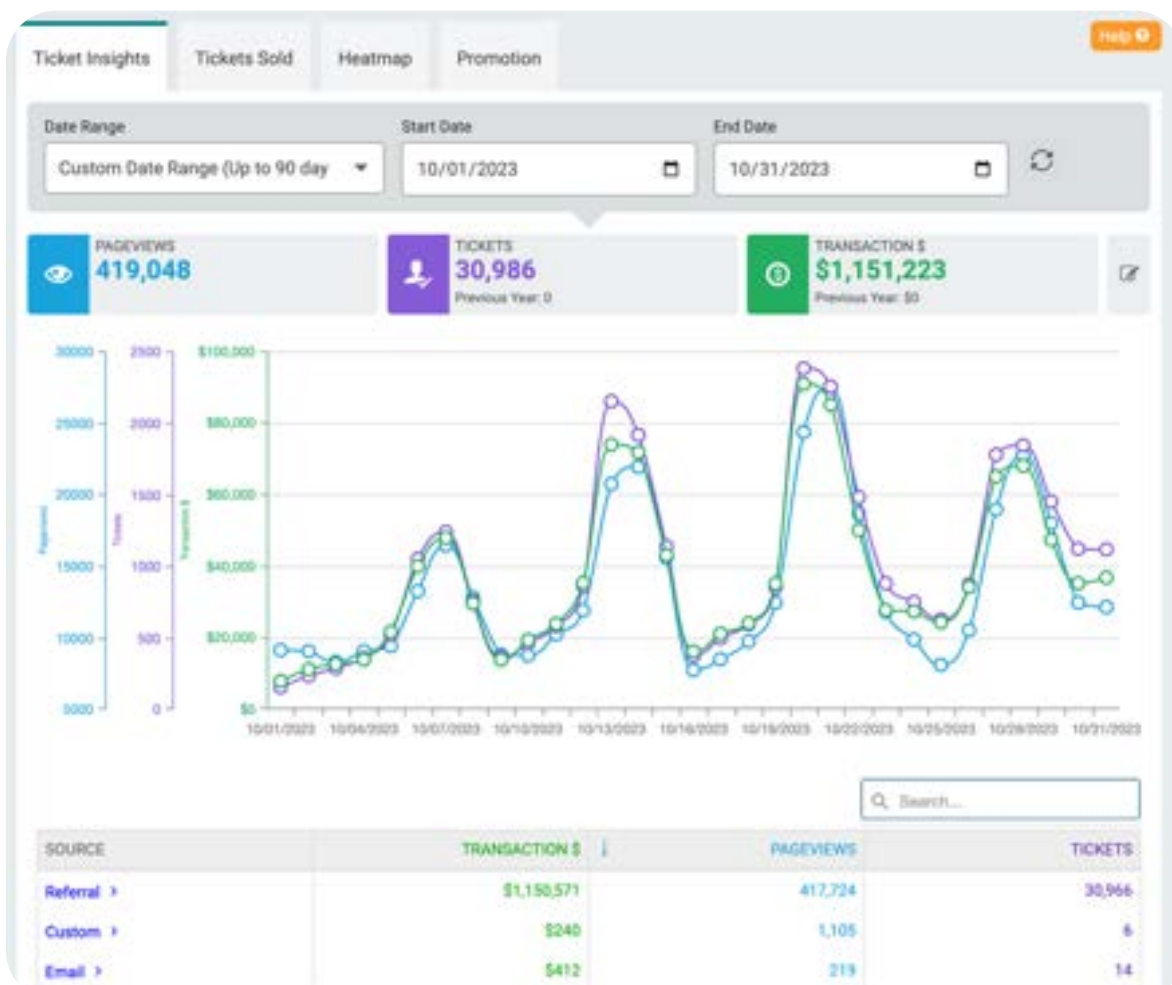 Ticket Insights Tickets Sold Heatmap Promotion Help
Date Range Start Date End Date
Custom Date Range (Up to 90 day 10/01/2023 10/31/2023
PAGEVIEWS TICKETS TRANSACTION $
419,048 30,986 $1,151,223
Previous Year: 0 Previous Year: $0
30000 2500 $100,000
25000 2000 $80,000
20000 1500 $60,000
15000 1000 $40,000
10000 500 $20,000
5000 0 $0
Pageviews Tickets Transaction $
10/01/2023 10/04/2023 10/07/2023 10/10/2023 10/13/2023 10/16/2023 10/19/2023 10/22/2023 10/25/2023 10/28/2023 10/31/2023
Search...
SOURCE TRANSACTION $ PAGEVIEWS TICKETS
Referral $1,150,571 417,724 30,966
Custom $240 1,105 6
Email $412 219 14